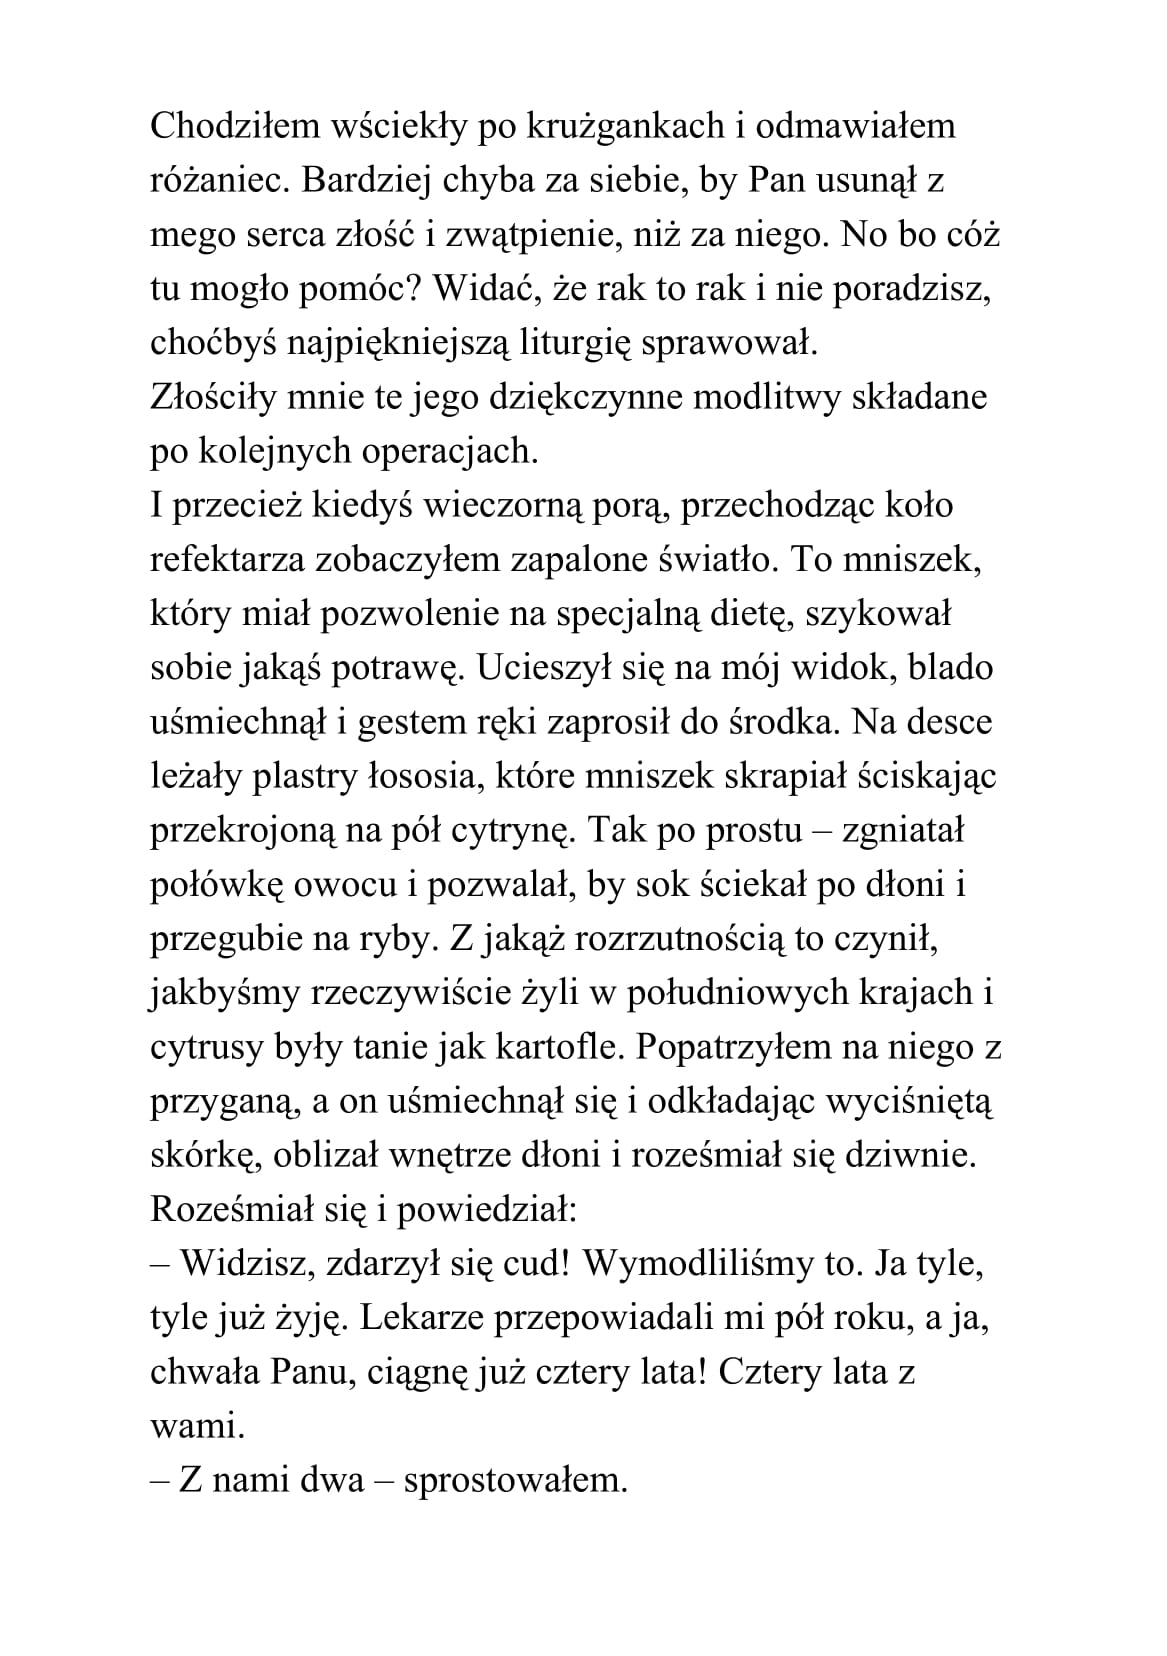 Chodziłem wściekły po krużgankach i odmawiałem
różaniec. Bardziej chyba za siebie, by Pan usunął z
mego serca złość i zwątpienie, niż za niego. No bo cóż
tu mogło pomóc? Widać, że rak to rak i nie poradzisz,
choćbyś najpiękniejszą liturgię sprawował.
Złościły mnie te jego dziękczynne modlitwy składane
po kolejnych operacjach.
I przecież kiedyś wieczorną porą, przechodząc koło
refektarza zobaczyłem zapalone światło. To mniszek,
który miał pozwolenie na specjalną dietę, szykował
sobie jakąś potrawę. Ucieszył się na mój widok, blado
uśmiechnął i gestem ręki zaprosił do środka. Na desce
leżały plastry łososia, które mniszek skrapiał ściskając
przekrojoną na pół cytrynę. Tak po prostu – zgniatał
połówkę owocu i pozwalał, by sok ściekał po dłoni i
przegubie na ryby. Z jakąż rozrzutnością to czynił,
jakbyśmy rzeczywiście żyli w południowych krajach i
cytrusy były tanie jak kartofle. Popatrzyłem na niego z
przyganą, a on uśmiechnął się i odkładając wyciśniętą
skórkę, oblizał wnętrze dłoni i roześmiał się dziwnie.
Roześmiał się i powiedział:
– Widzisz, zdarzył się cud! Wymodliliśmy to. Ja tyle,
tyle już żyję. Lekarze przepowiadali mi pół roku, a ja,
chwała Panu, ciągnę już cztery lata! Cztery lata z
wami.
– Z nami dwa – sprostowałem.